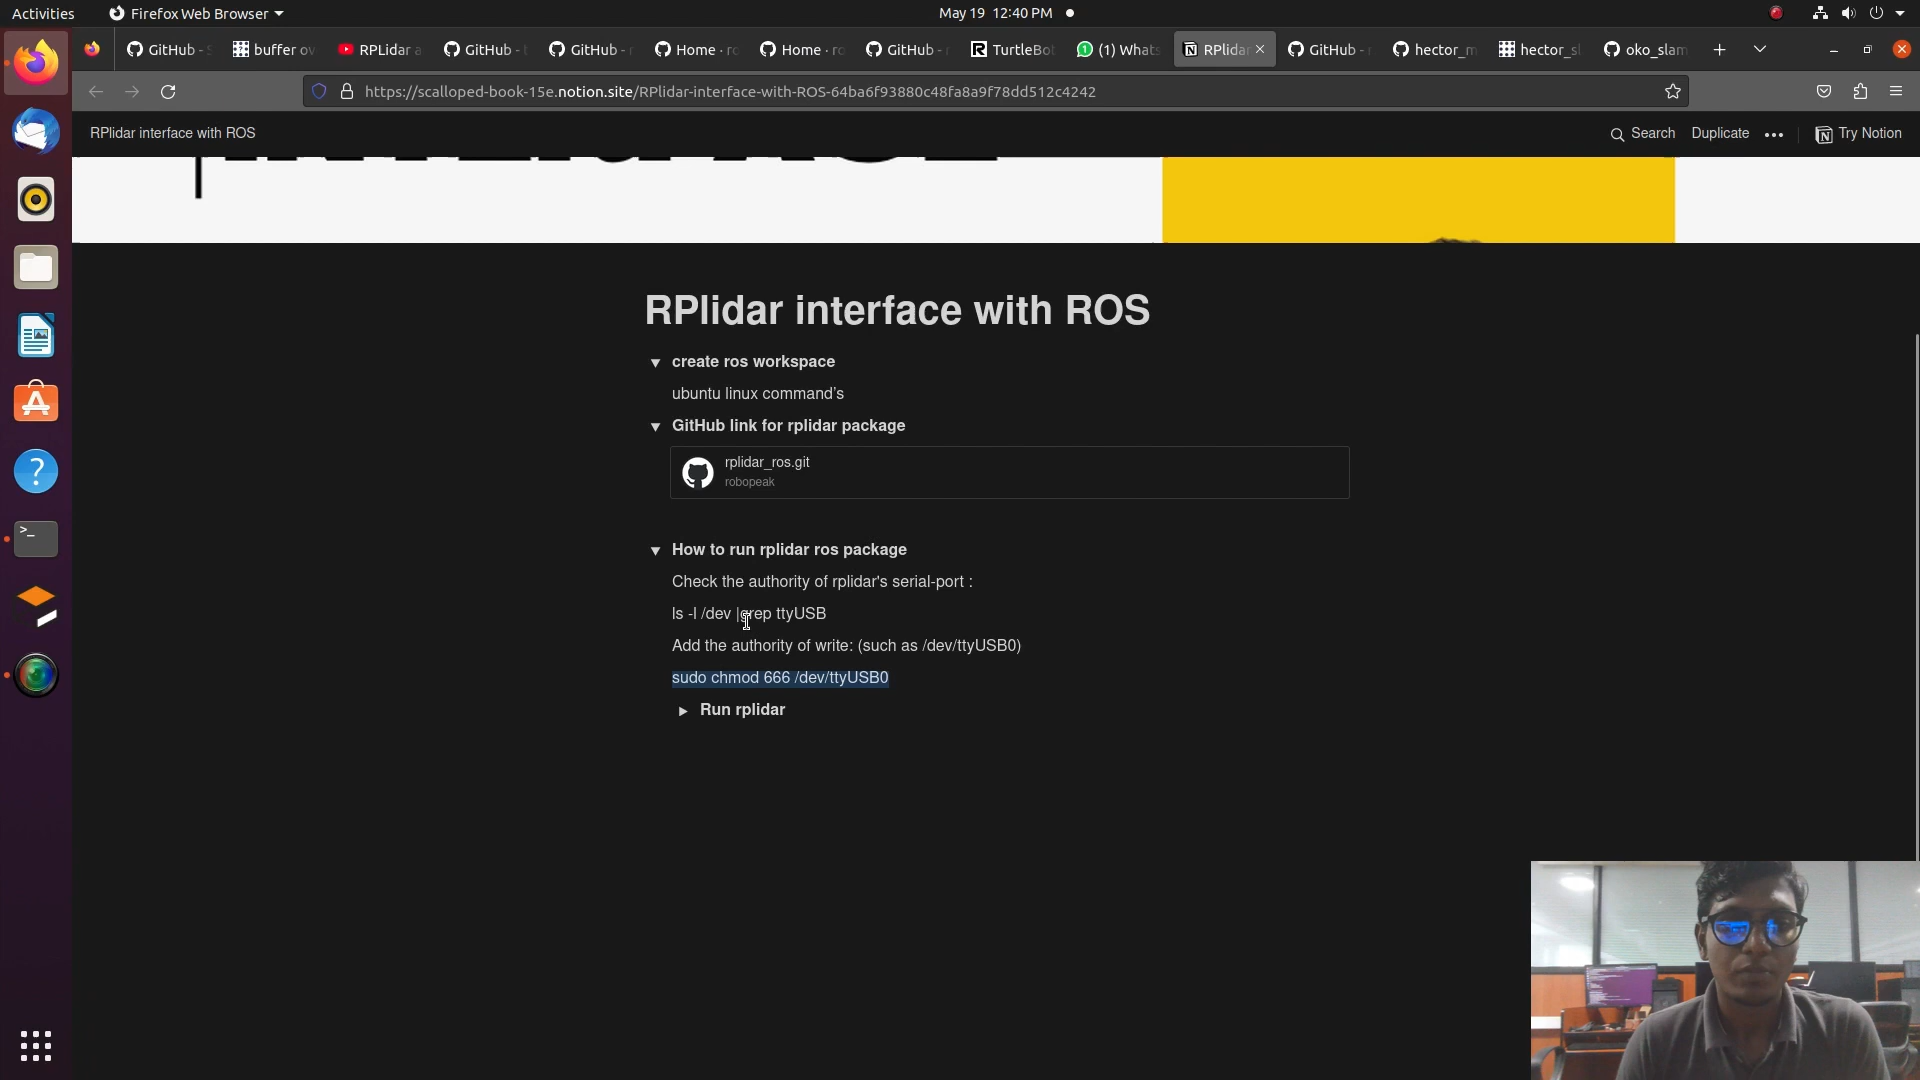 Activities
Firefox Web Browser
May 19 12:40 PM
GitHub - S
buffer ov
RPLidar a
GitHub - t
GitHub - r
Home · ro
Home · ro
GitHub - r
TurtleBot
(1) Whats
RPlidar
GitHub - r
hector_m
hector_sl
oko_slam
https://scalloped-book-15e.notion.site/RPlidar-interface-with-ROS-64ba6f93880c48fa8a9f78dd512c4242
RPlidar interface with ROS
Search
Duplicate
Try Notion
RPlidar interface with ROS
create ros workspace
ubuntu linux command’s
GitHub link for rplidar package
rplidar_ros.git
robopeak
How to run rplidar ros package
Check the authority of rplidar's serial-port :
ls -l /dev |grep ttyUSB
Add the authority of write: (such as /dev/ttyUSB0)
sudo chmod 666 /dev/ttyUSB0
Run rplidar